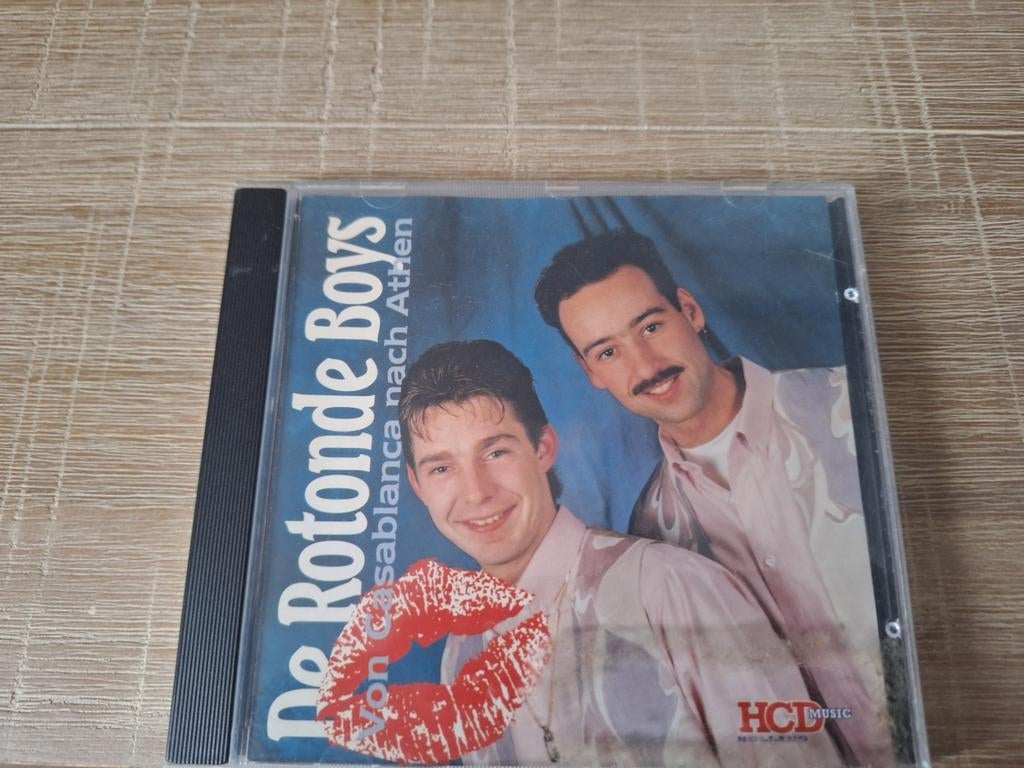 De Rotonde Boys
Von Casablanca nach Athen
HCD MUSIC